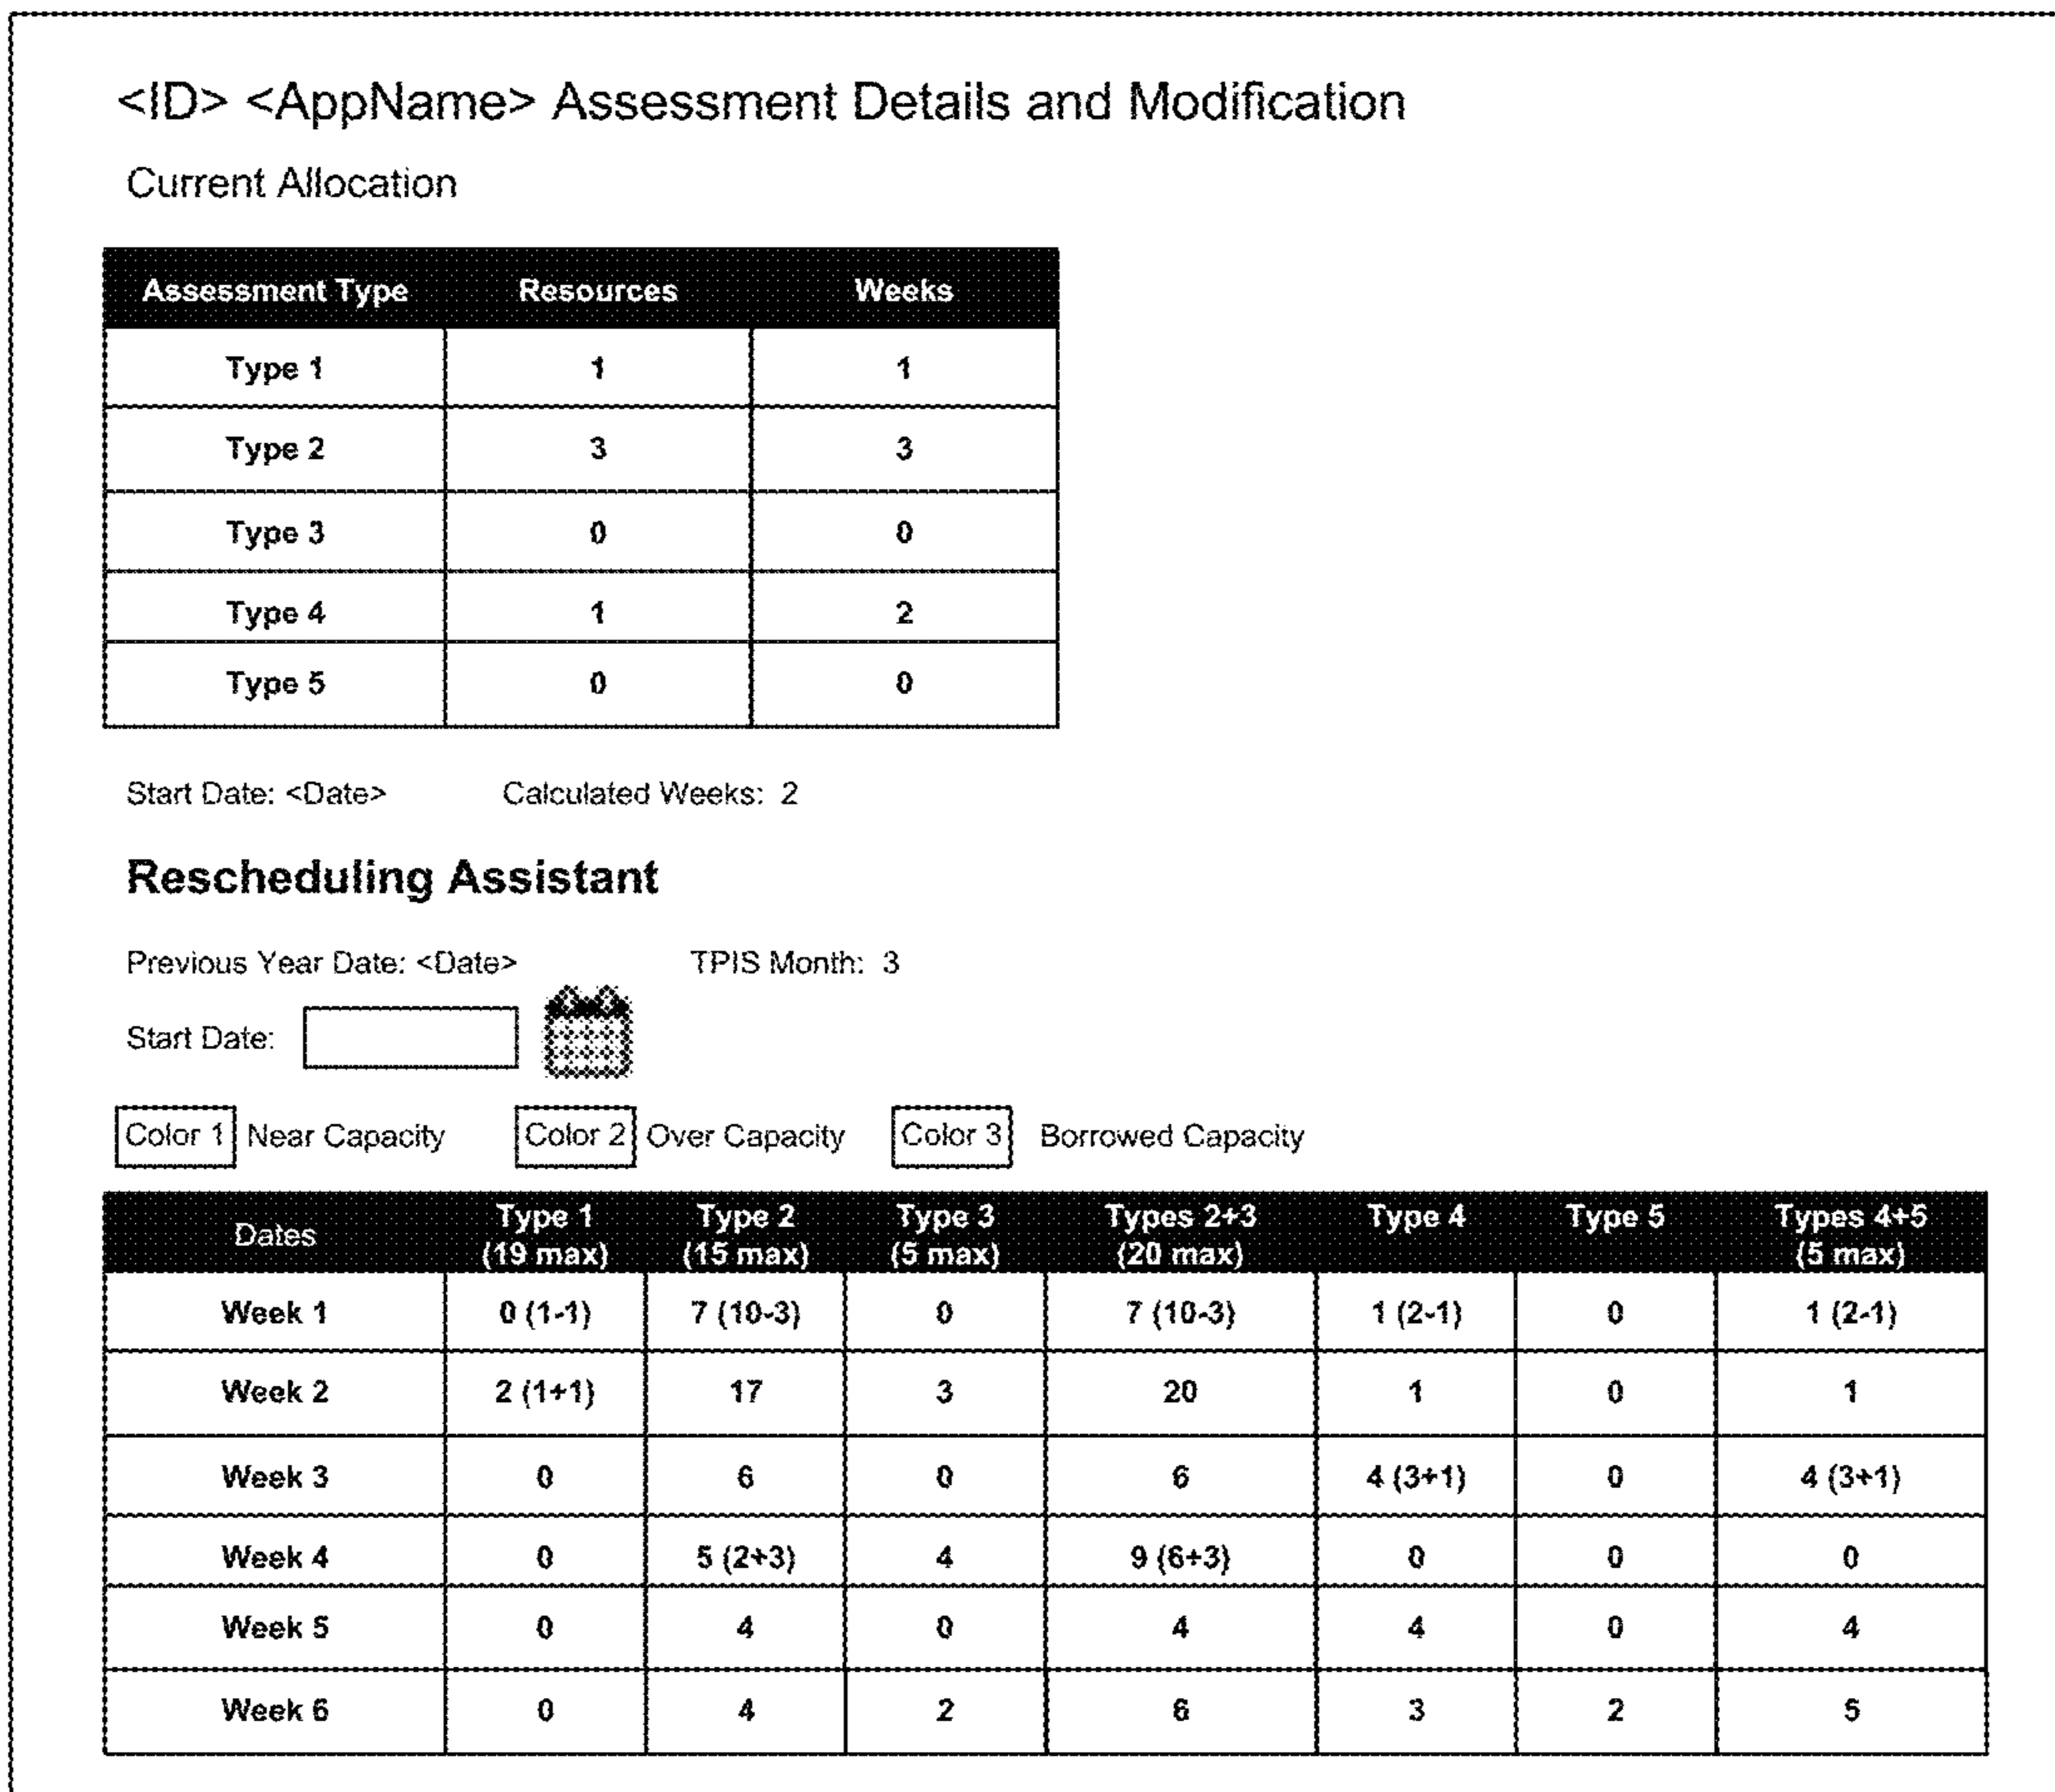 <ID> <AppName> Assessment Details and Modification
Current Allocation
Assessment Type Resources Weeks
Type 1 1 1
Type 2 3 3
Type 3 0 0
Type 4 1 2
Type 5 0 0
Start Date: <Date> Calculated Weeks: 2
Rescheduling Assistant
Previous Year Date: <Date> TPIS Month: 3
Start Date:
Color 1 Near Capacity Color 2 Over Capacity Color 3 Borrowed Capacity
Dates Type 1 (19 max) Type 2 (15 max) Type 3 (5 max) Types 2+3 (20 max) Type 4 Type 5 Types 4+5 (5 max)
Week 1 0 (1-1) 7 (10-3) 0 7 (10-3) 1 (2-1) 0 1 (2-1)
Week 2 2 (1+1) 17 3 20 1 0 1
Week 3 0 6 0 6 4 (3+1) 0 4 (3+1)
Week 4 0 5 (2+3) 4 9 (6+3) 0 0 0
Week 5 0 4 0 4 4 0 4
Week 6 0 4 2 6 3 2 5